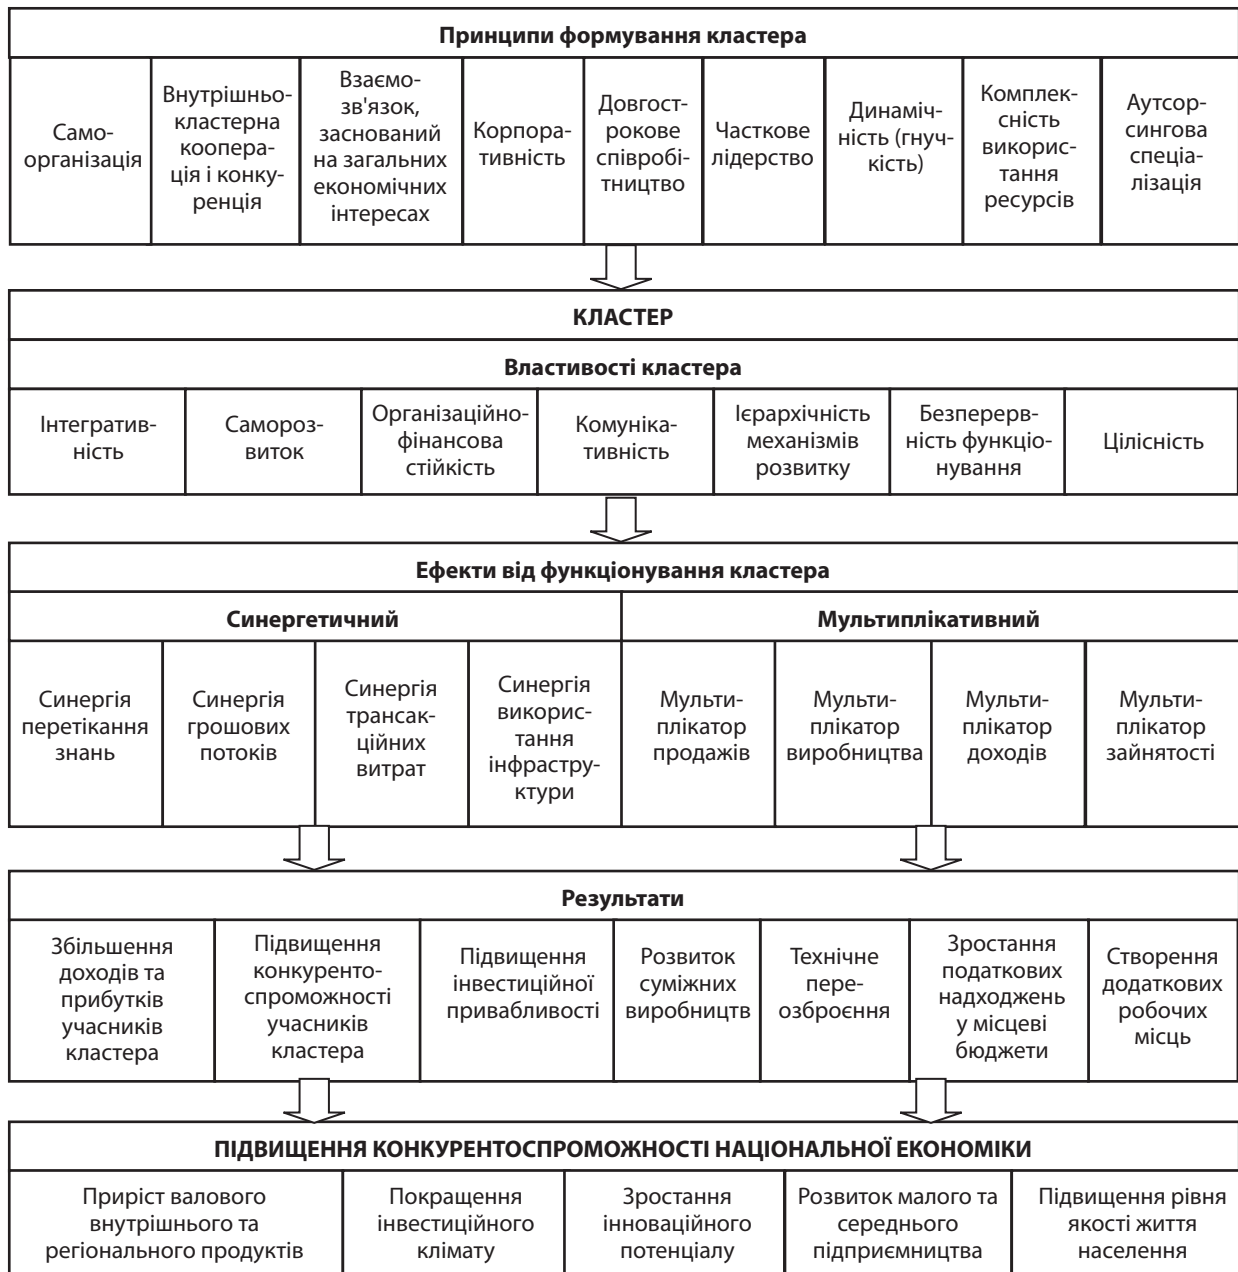 Принципи формування кластера
Само-
організація
Внутрішньо-
кластерна
коопера-
ція і конку-
ренція
Взаємо-
зв'язок,
заснований
на загальних
економічних
інтересах
Корпора-
тивність
Довгост-
рокове
співробі-
тництво
Часткове
лідерство
Динаміч-
ність (гнуч-
кість)
Комплек-
сність
викорис-
тання
ресурсів
Аутсор-
сингова
спеціа-
лізація
КЛАСТЕР
Властивості кластера
Інтегратив-
ність
Саморoз-
виток
Організаційно-
фінансова
стійкість
Комуніка-
тивність
Ієрархічність
механізмів
розвитку
Безперерв-
ність функціо-
нування
Цілісність
Ефекти від функціонування кластера
Синергетичний
Мультиплікативний
Синергія
перетікання
знань
Синергія
грошових
потоків
Синергія
трансак-
ційних
витрат
Синергія
викорис-
тання
інфрастру-
ктури
Мульти-
плікатор
продажів
Мульти-
плікатор
виробництва
Мульти-
плікатор
доходів
Мульти-
плікатор
зайнятості
Результати
Збільшення
доходів та
прибутків
учасників
кластера
Підвищення
конкуренто-
спроможності
учасників
кластера
Підвищення
інвестиційної
привабливості
Розвиток
суміжних
виробництв
Технічне
пере-
озброєння
Зростання
податкових
надходжень
у місцеві
бюджети
Створення
додаткових
робочих
місць
ПІДВИЩЕННЯ КОНКУРЕНТОСПРОМОЖНОСТІ НАЦІОНАЛЬНОЇ ЕКОНОМІКИ
Приріст валового
внутрішнього та
регіонального продуктів
Покращення
інвестиційного
клімату
Зростання
інноваційного
потенціалу
Розвиток малого та
середнього
підприємництва
Підвищення рівня
якості життя
населення